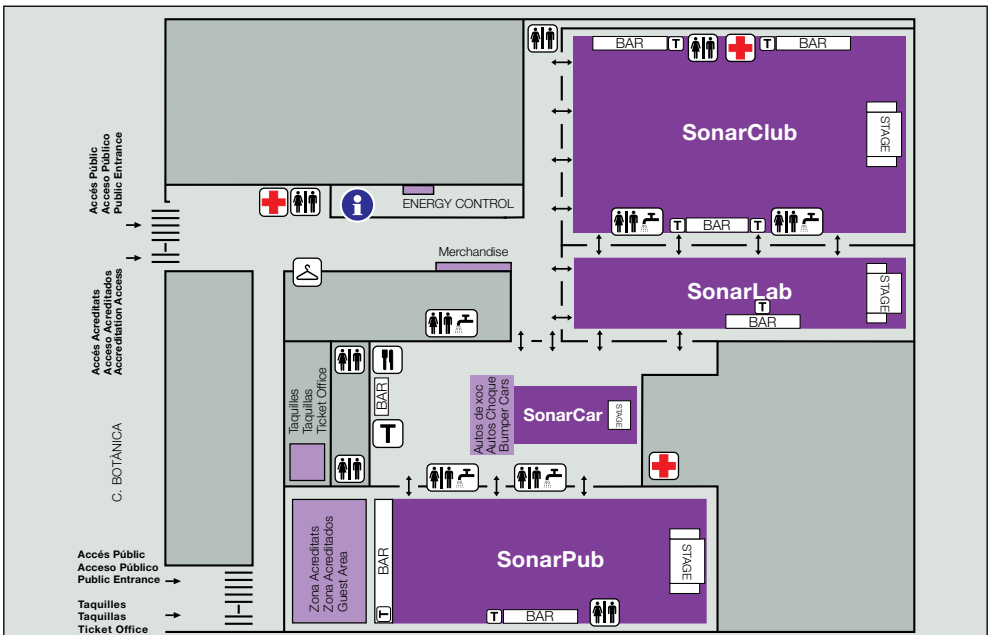 BAR
T
T
BAR
SonarClub
STAGE
Accés Públic
Acceso Público
Public Entrance
ENERGY CONTROL
T
BAR
T
Merchandise
SonarLab
T
BAR
STAGE
Accés Acreditats
Acceso Acreditados
Accreditation Access
Taquilles
Taquillas
Ticket Office
BAR
T
Autos de xoc
Autos Choque
Bumper Cars
SonarCar
STAGE
C. BOTÀNICA
Zona Acreditats
Zona Acreditados
Guest Area
BAR
T
SonarPub
STAGE
T
BAR
Accés Públic
Acceso Público
Public Entrance
Taquilles
Taquillas
Ticket Office